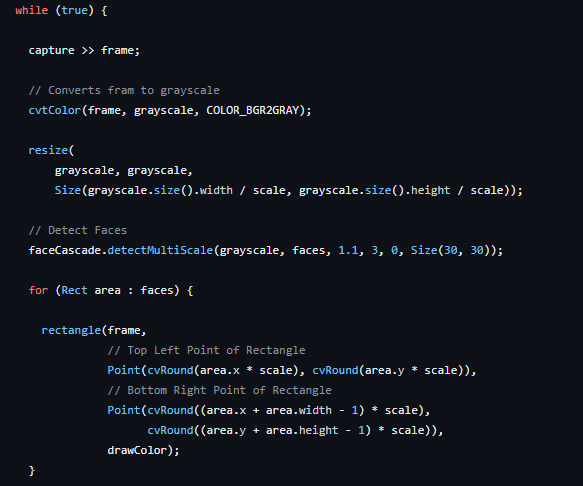 while (true) {
capture >> frame;
// Converts fram to grayscale
cvtColor(frame, grayscale, COLOR_BGR2GRAY);
resize(
grayscale, grayscale,
Size(grayscale.size().width / scale, grayscale.size().height / scale));
// Detect Faces
faceCascade.detectMultiScale(grayscale, faces, 1.1, 3, 0, Size(30, 30));
for (Rect area : faces) {
rectangle(frame,
// Top Left Point of Rectangle
Point(cvRound(area.x * scale), cvRound(area.y * scale)),
// Bottom Right Point of Rectangle
Point(cvRound((area.x + area.width - 1) * scale),
cvRound((area.y + area.height - 1) * scale)),
drawColor);
}